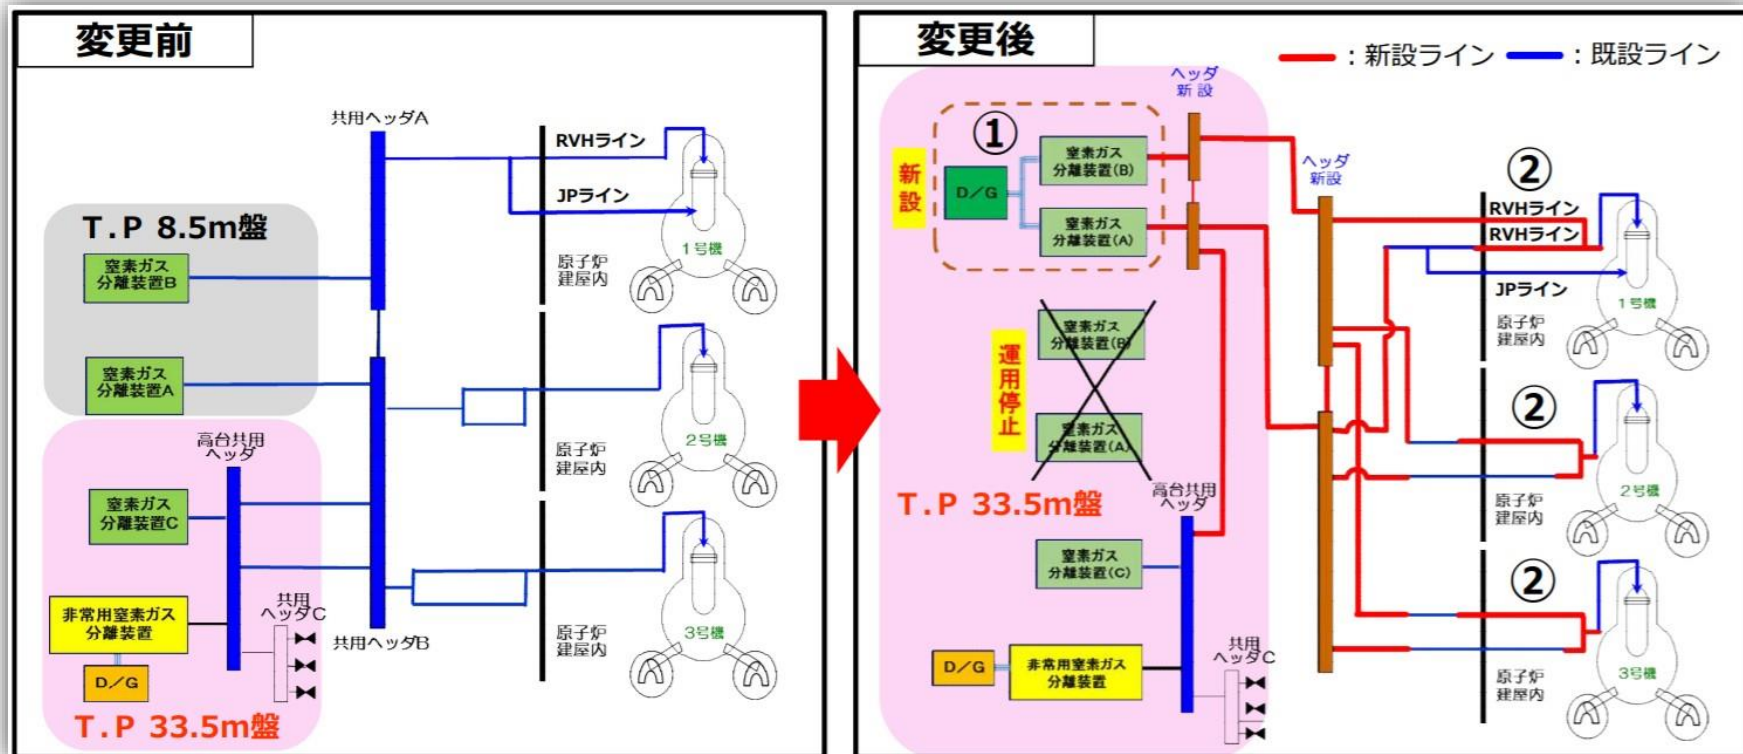 変更前
共用ヘッダA
RVHライン
JPライン
T.P 8.5m盤
窒素ガス
分離装置B
1号機
原子炉
建屋内
窒素ガス
分離装置A
高台共用
ヘッダ
2号機
原子炉
建屋内
窒素ガス
分離装置C
非常用窒素ガス
分離装置
共用
ヘッダC
共用ヘッダB
3号機
原子炉
建屋内
D/G
T.P 33.5m盤
変更後
:新設ライン
:既設ライン
ヘッダ
新設
①
新設
D/G
窒素ガス
分離装置(B)
窒素ガス
分離装置(A)
ヘッダ
新設
②
RVHライン
RVHライン
JPライン
1号機
原子炉
建屋内
運用停止
窒素ガス
分離装置(B)
窒素ガス
分離装置(A)
T.P 33.5m盤
高台共用
ヘッダ
②
2号機
原子炉
建屋内
窒素ガス
分離装置(C)
D/G
非常用窒素ガス
分離装置
共用
ヘッダC
②
3号機
原子炉
建屋内